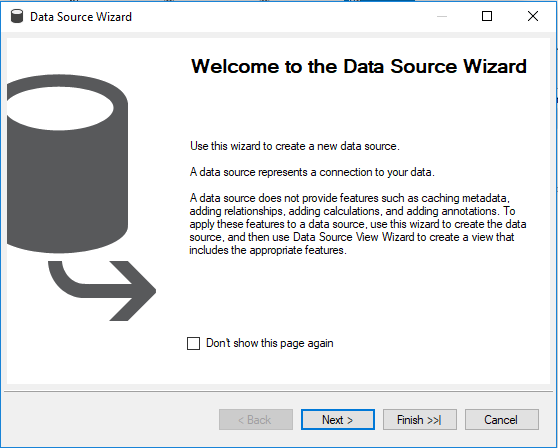 Data Source Wizard
Welcome to the Data Source Wizard
Use this wizard to create a new data source.
A data source represents a connection to your data.
A data source does not provide features such as caching metadata,
adding relationships, adding calculations, and adding annotations. To
apply these features to a data source, use this wizard to create the data
source, and then use Data Source View Wizard to create a view that
includes the appropriate features.
Don't show this page again
< Back Next > Finish >>| Cancel